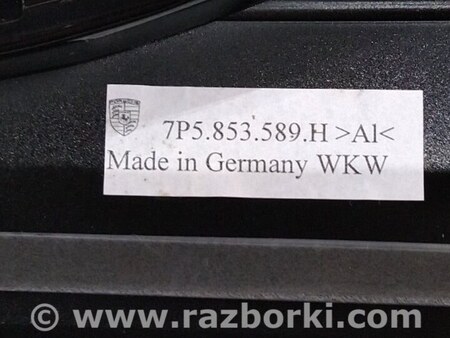 7P5.853.589.H >Al<
Made in Germany WKW
© www.razborki.com